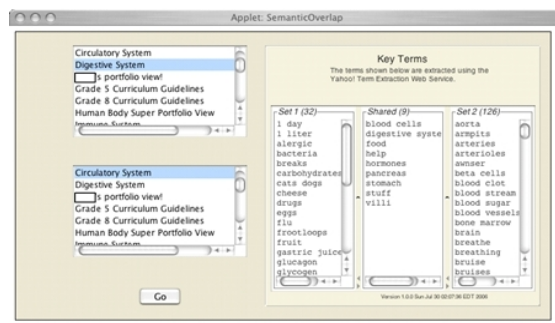 Applet: SemanticOverlap
Circulatory System
Digestive System
s portfolio view!
Grade 5 Curriculum Guidelines
Grade 8 Curriculum Guidelines
Human Body Super Portfolio View
Immune System
Circulatory System
Digestive System
s portfolio view!
Grade 5 Curriculum Guidelines
Grade 8 Curriculum Guidelines
Human Body Super Portfolio View
Immune System
Go
Key Terms
The terms shown below are extracted using the
Yahoo! Term Extraction Web Service.
Set 1 (32)
1 day
1 liter
alergic
bacteria
breaks
carbohydrates
cats dogs
cheese
drugs
eggs
flu
frootloops
fruit
gastric juice
glucagon
glycogen
Shared (9)
blood cells
digestive syste
food
help
hormones
pancreas
stomach
stuff
villi
Set 2 (126)
aorta
armpits
arteries
arterioles
awnser
beta cells
blood clot
blood stream
blood sugar
blood vessels
bone marrow
brain
breathe
breathing
bruise
bruises